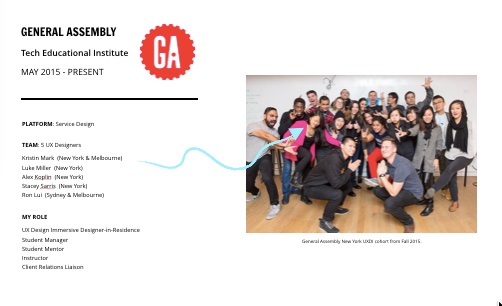 GENERAL ASSEMBLY
Tech Educational Institute
MAY 2015 - PRESENT
GA
PLATFORM: Service Design
TEAM: 5 UX Designers
Kristin Mark (New York & Melbourne)
Luke Miller (New York)
Alex Koplin (New York)
Stacey Sarris (New York)
Ron Lui (Sydney & Melbourne)
MY ROLE
UX Design Immersive Designer-in-Residence
Student Manager
Student Mentor
Instructor
Client Relations Liaison
General Assembly New York UXDI cohort from Fall 2015.